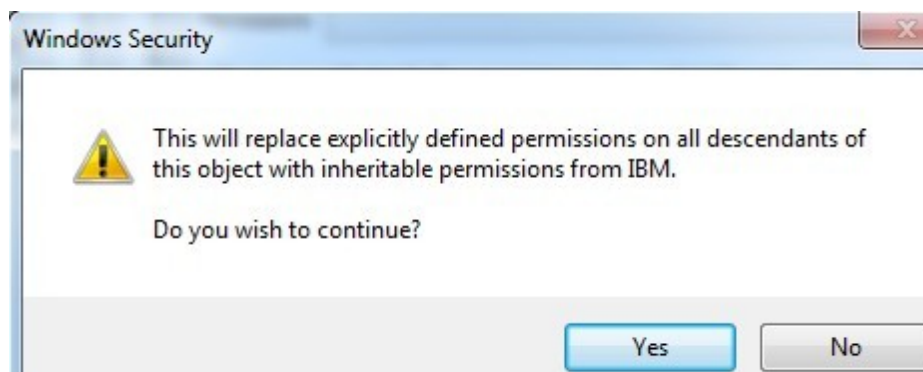 Windows Security
This will replace explicitly defined permissions on all descendants of
this object with inheritable permissions from IBM.
Do you wish to continue?
Yes
No